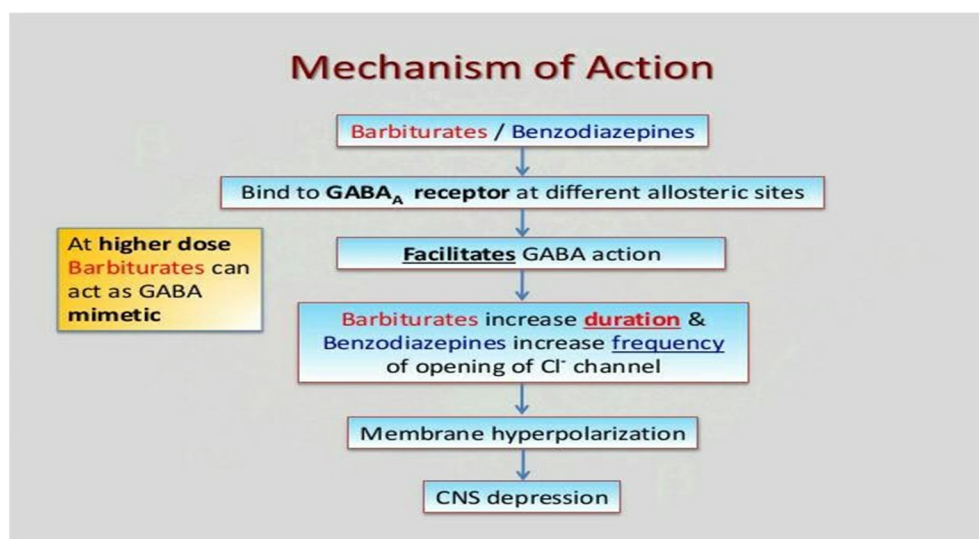 Mechanism of Action
Barbiturates / Benzodiazepines
Bind to GABAA receptor at different allosteric sites
Facilitates GABA action
At higher dose
Barbiturates can
act as GABA
mimetic
Barbiturates increase duration &
Benzodiazepines increase frequency
of opening of Cl⁻ channel
Membrane hyperpolarization
CNS depression